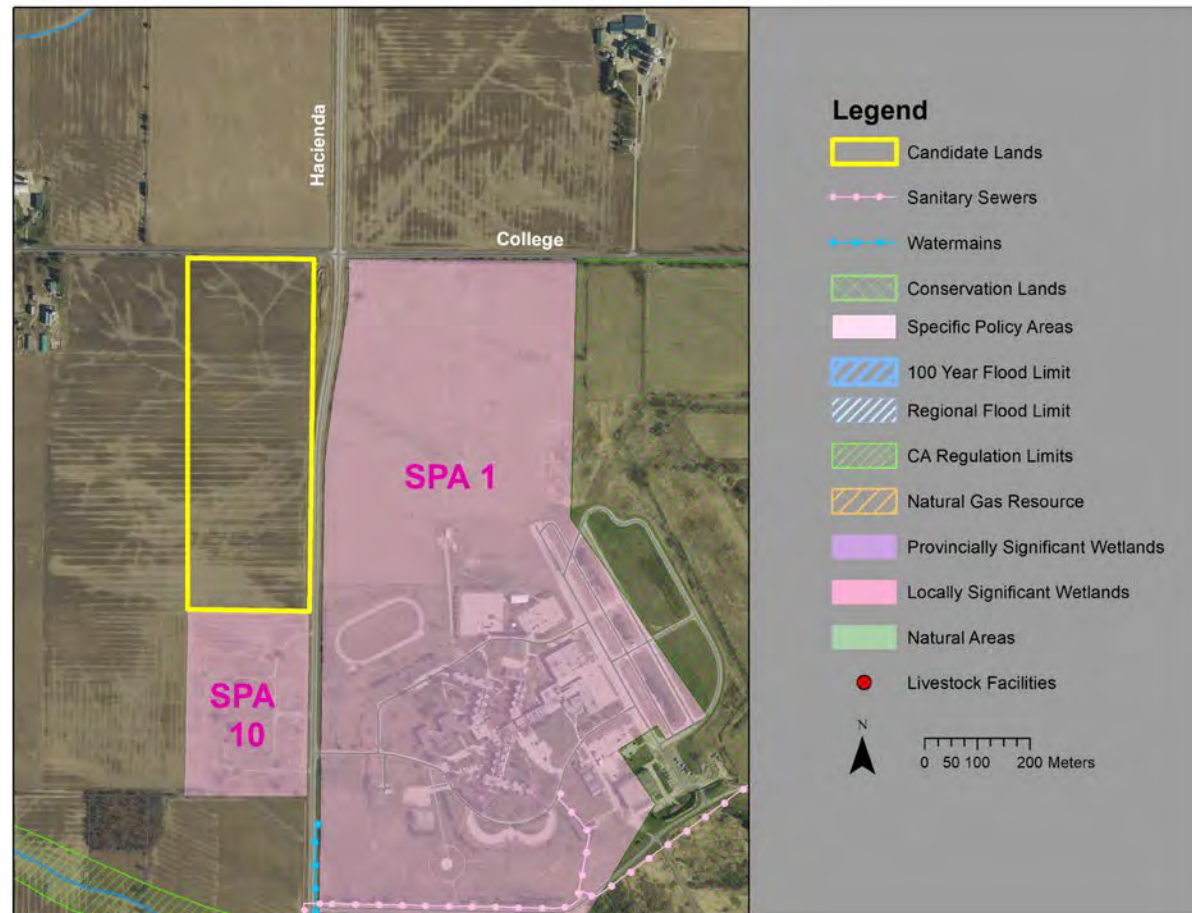 Hacienda
College
SPA 1
SPA
10
Legend
Candidate Lands
Sanitary Sewers
Watermains
Conservation Lands
Specific Policy Areas
100 Year Flood Limit
Regional Flood Limit
CA Regulation Limits
Natural Gas Resource
Provincially Significant Wetlands
Locally Significant Wetlands
Natural Areas
Livestock Facilities
N
0 50 100 200 Meters